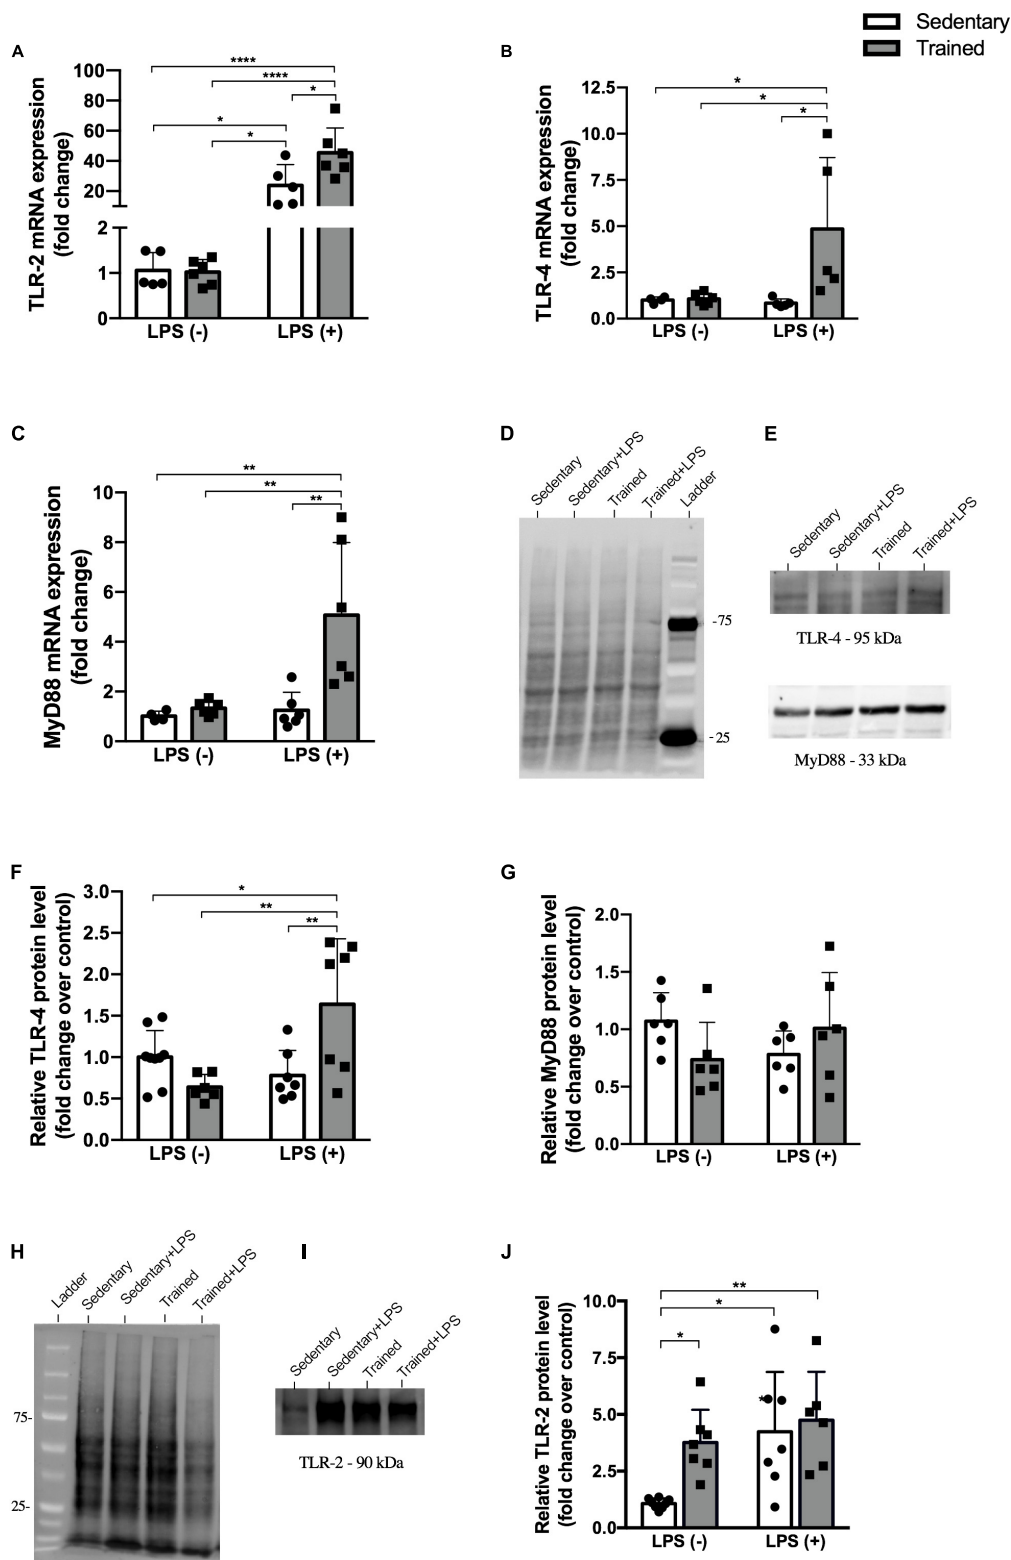 Sedentary
Trained
A
TLR-2 mRNA expression
(fold change)
100
80
60
40
20
2
1
0
****
****
*
*
*
LPS (-)
LPS (+)
B
TLR-4 mRNA expression
(fold change)
12.5
10.0
7.5
5.0
2.5
0.0
*
*
*
LPS (-)
LPS (+)
C
MyD88 mRNA expression
(fold change)
10
8
6
4
2
0
**
**
**
LPS (-)
LPS (+)
D
Sedentary
Sedentary+LPS
Trained
Trained+LPS
Ladder
-75
-25
E
Sedentary
Sedentary+LPS
Trained
Trained+LPS
TLR-4 - 95 kDa
MyD88 - 33 kDa
F
Relative TLR-4 protein level
(fold change over control)
3.0
2.5
2.0
1.5
1.0
0.5
0.0
*
**
**
LPS (-)
LPS (+)
G
Relative MyD88 protein level
(fold change over control)
2.0
1.5
1.0
0.5
0.0
LPS (-)
LPS (+)
H
Ladder
Sedentary
Sedentary+LPS
Trained
Trained+LPS
75-
25-
I
Sedentary
Sedentary+LPS
Trained
Trained+LPS
TLR-2 - 90 kDa
J
Relative TLR-2 protein level
(fold change over control)
10.0
7.5
5.0
2.5
0.0
**
*
*
*
LPS (-)
LPS (+)